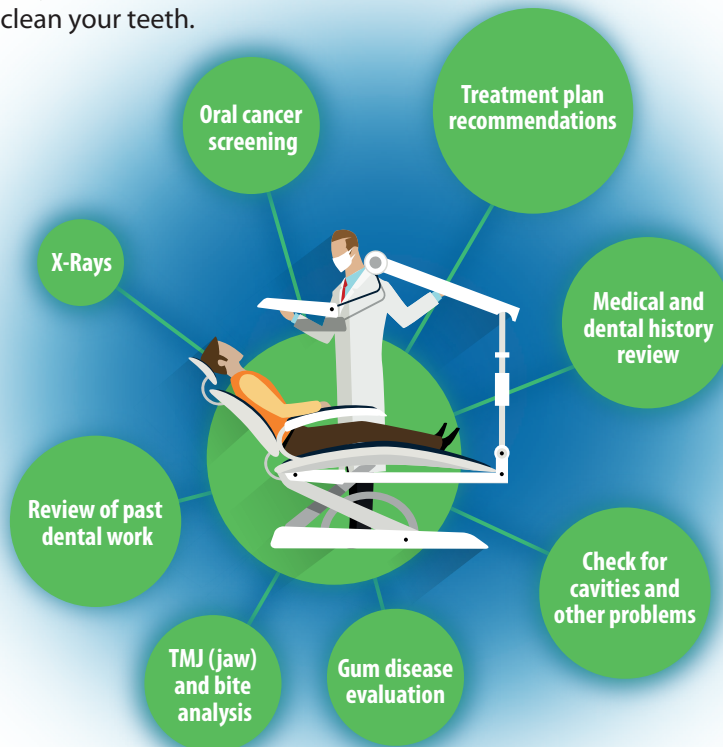 clean your teeth.
Oral cancer
screening
Treatment plan
recommendations
X-Rays
Medical and
dental history
review
Review of past
dental work
Check for
cavities and
other problems
TMJ (jaw)
and bite
analysis
Gum disease
evaluation